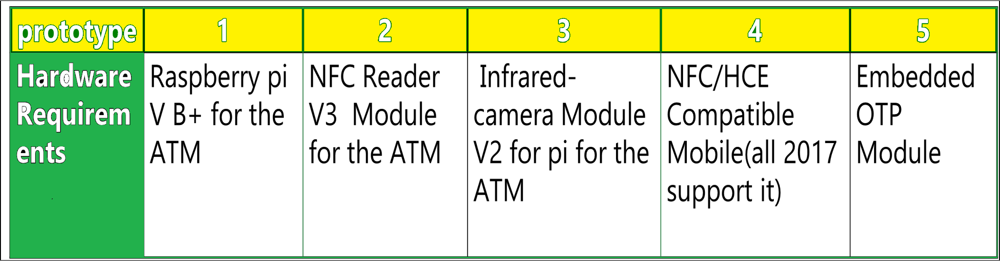 prototype 1 2 3 4 5
Hardware
Requirem
ents
Raspberry pi
V B+ for the
ATM
NFC Reader
V3  Module
for the ATM
Infrared-
camera Module
V2 for pi for the
ATM
NFC/HCE
Compatible
Mobile(all 2017
support it)
Embedded
OTP
Module